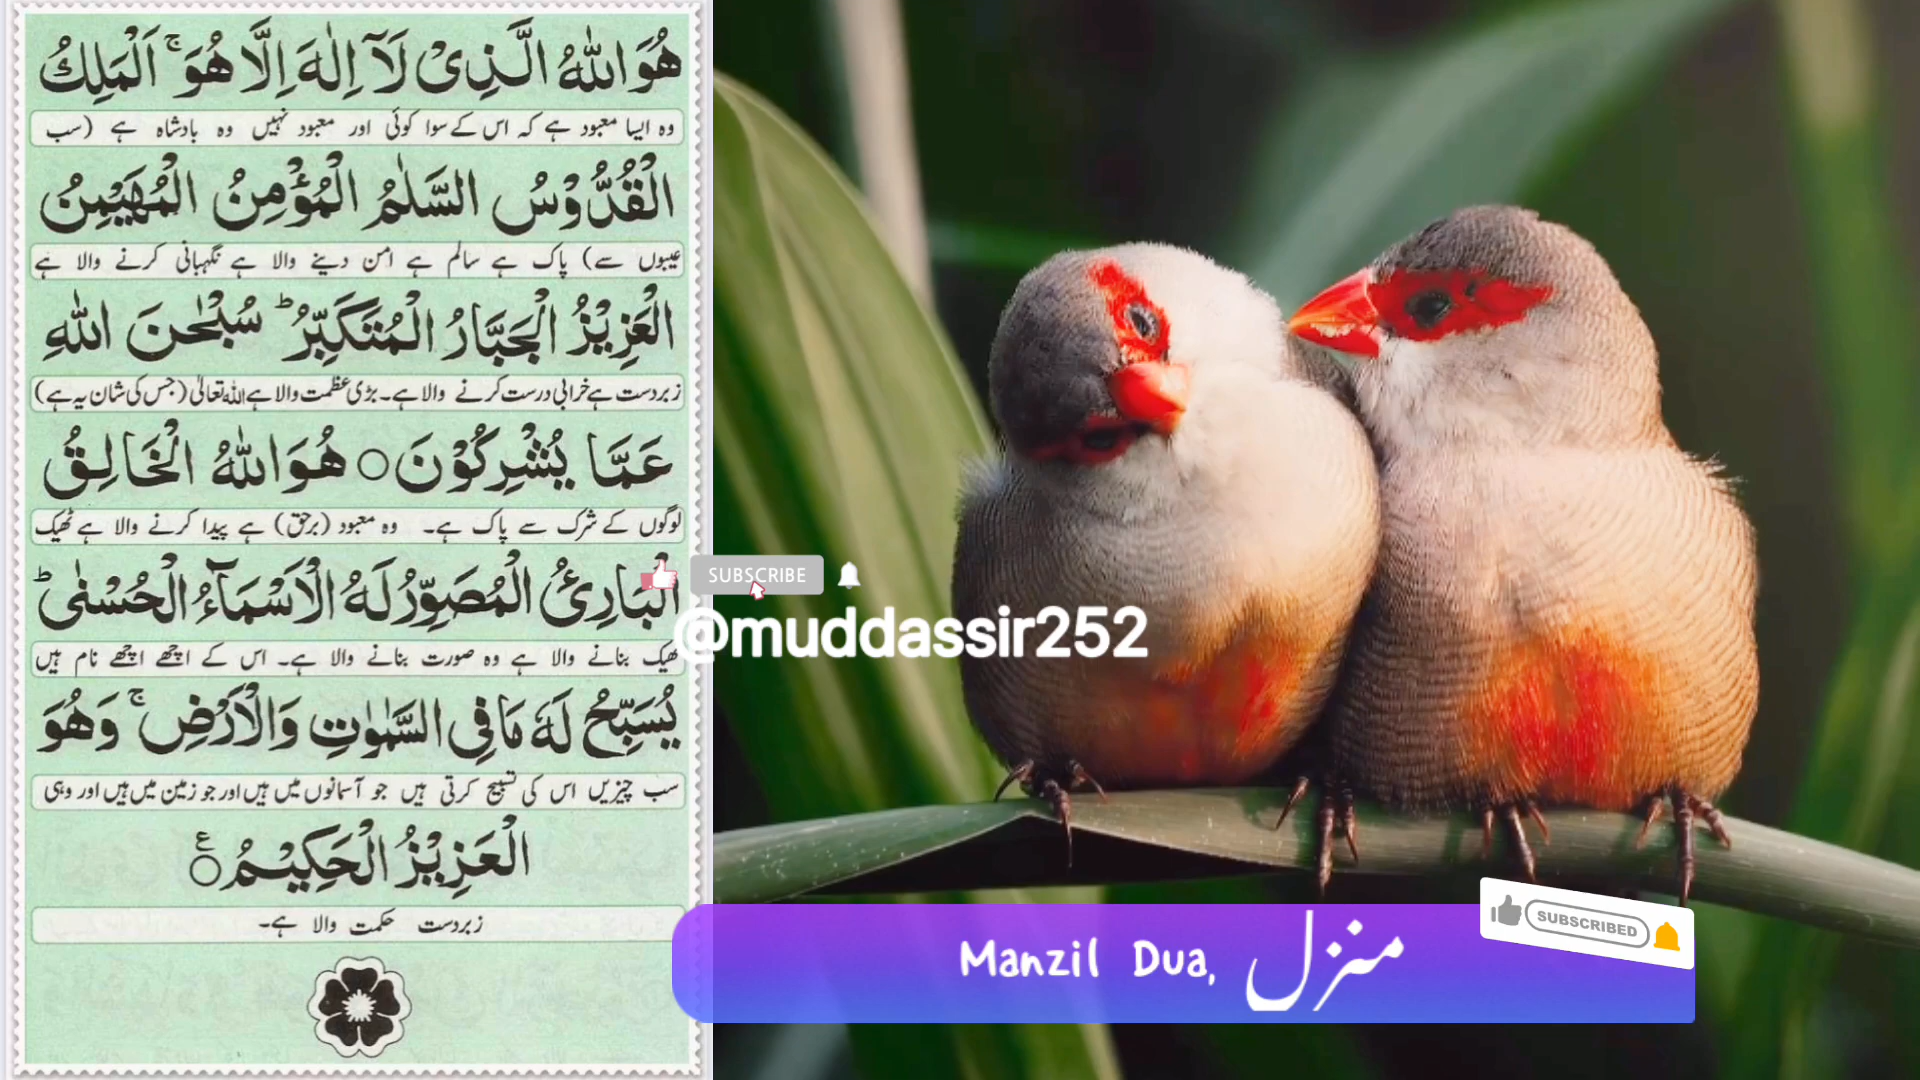 هُوَ اللّٰهُ الَّذِىْ لَآ اِلٰهَ اِلَّا هُوَ ۚ اَلْمَلِكُ
وہ ایسا معبود ہے کہ اس کے سوا کوئی اور معبود نہیں وہ بادشاہ ہے (سب
الْقُدُّوْسُ السَّلٰمُ الْمُؤْمِنُ الْمُهَيْمِنُ
عیبوں سے) پاک ہے سالم ہے امن دینے والا ہے نگہبانی کرنے والا ہے
الْعَزِيْزُ الْجَبَّارُ الْمُتَكَبِّرُ ؕ سُبْحٰنَ اللّٰهِ
زبردست ہے خرابی درست کرنے والا ہے۔ بڑی عظمت والا ہے اللہ تعالیٰ (جس کی شان یہ ہے)
عَمَّا يُشْرِكُوْنَ ○ هُوَ اللّٰهُ الْخَالِقُ
لوگوں کے شرک سے پاک ہے۔ وہ معبود (برحق) ہے پیدا کرنے والا ہے ٹھیک
الْبَارِئُ الْمُصَوِّرُ لَهُ الْاَسْمَآءُ الْحُسْنٰى ؕ
ٹھیک بنانے والا ہے وہ صورت بنانے والا ہے۔ اس کے اچھے اچھے نام ہیں
يُسَبِّحُ لَهٗ مَا فِى السَّمٰوٰتِ وَالْاَرْضِ ۚ وَهُوَ
سب چیزیں اس کی تسبیح کرتی ہیں جو آسمانوں میں ہیں اور جو زمین میں ہیں اور وہی
الْعَزِيْزُ الْحَكِيْمُ ○ ع
زبردست حکمت والا ہے۔
SUBSCRIBE
@muddassir252
SUBSCRIBED
Manzil Dua, منزل